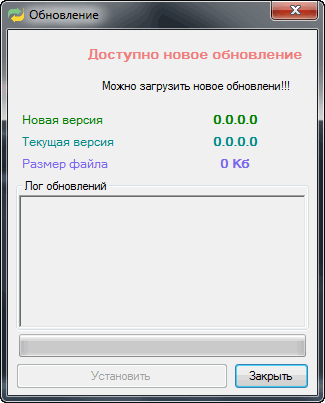 Обновление
Доступно новое обновление
Можно загрузить новое обновлени!!!
Новая версия 0.0.0.0
Текущая версия 0.0.0.0
Размер файла 0 Кб
Лог обновлений
Установить Закрыть